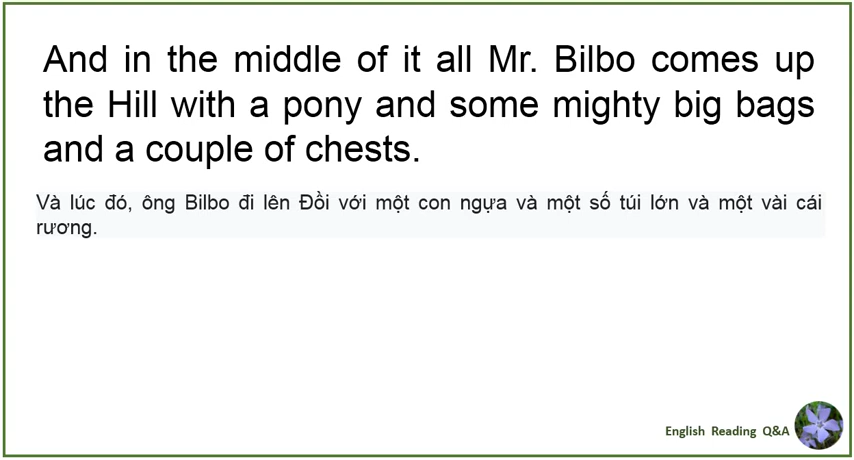 And in the middle of it all Mr. Bilbo comes up
the Hill with a pony and some mighty big bags
and a couple of chests.
Và lúc đó, ông Bilbo đi lên Đồi với một con ngựa và một số túi lớn và một vài cái
rương.
English Reading Q&A